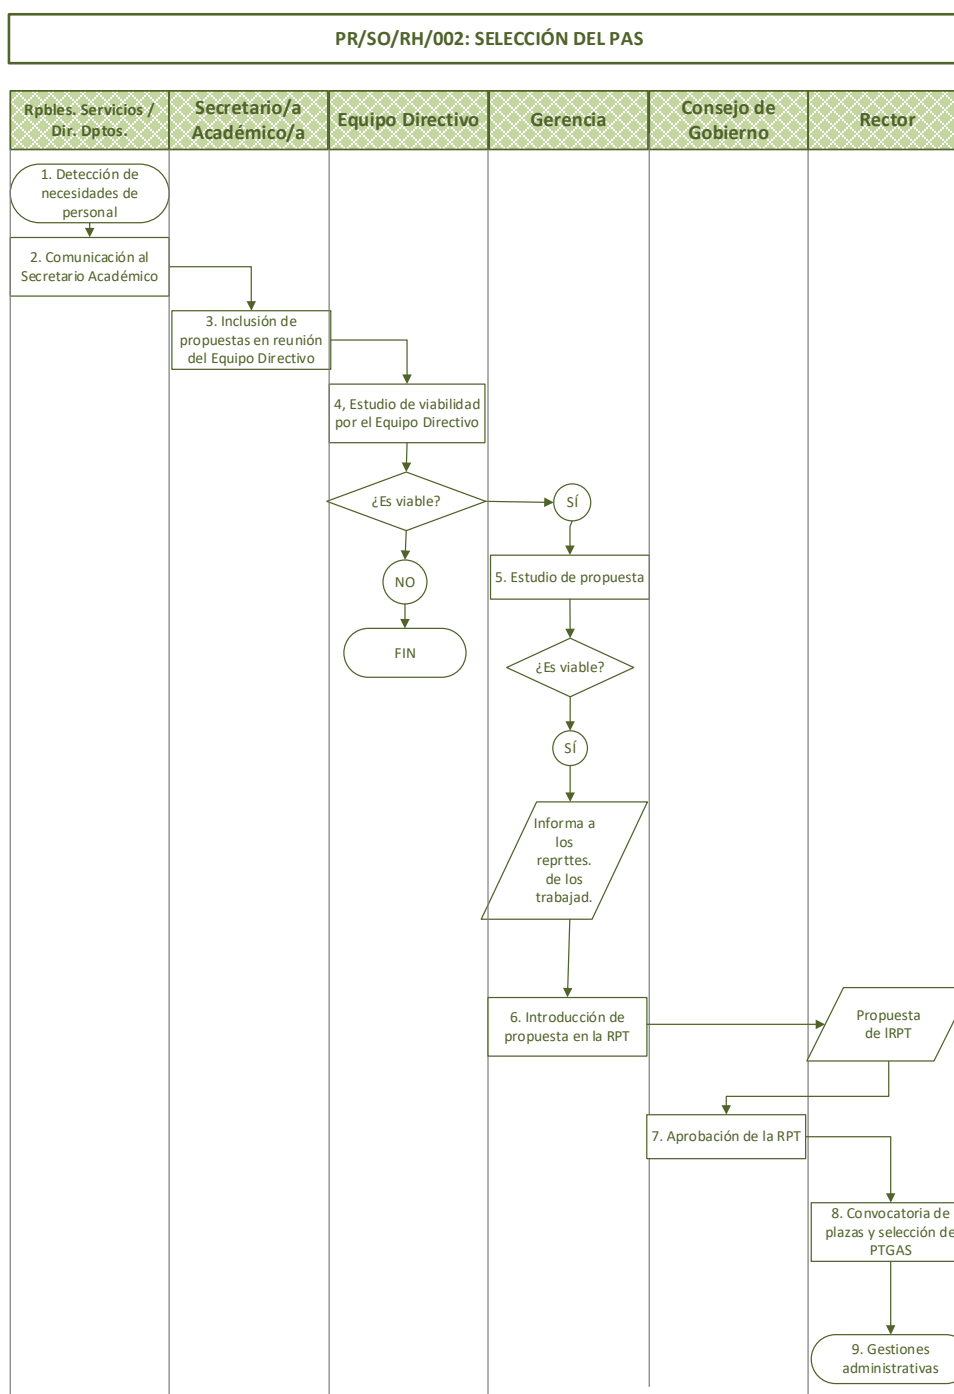 PR/SO/RH/002: SELECCIÓN DEL PAS
Rpbles. Servicios /
Dir. Dptos.
Secretario/a
Académico/a
Equipo Directivo
Gerencia
Consejo de
Gobierno
Rector
1. Detección de
necesidades de
personal
2. Comunicación al
Secretario Académico
3. Inclusión de
propuestas en reunión
del Equipo Directivo
4, Estudio de viabilidad
por el Equipo Directivo
¿Es viable?
SÍ
NO
FIN
5. Estudio de propuesta
¿Es viable?
SÍ
Informa a
los
reprttes.
de los
trabajad.
6. Introducción de
propuesta en la RPT
Propuesta
de lRPT
7. Aprobación de la RPT
8. Convocatoria de
plazas y selección de
PTGAS
9. Gestiones
administrativas